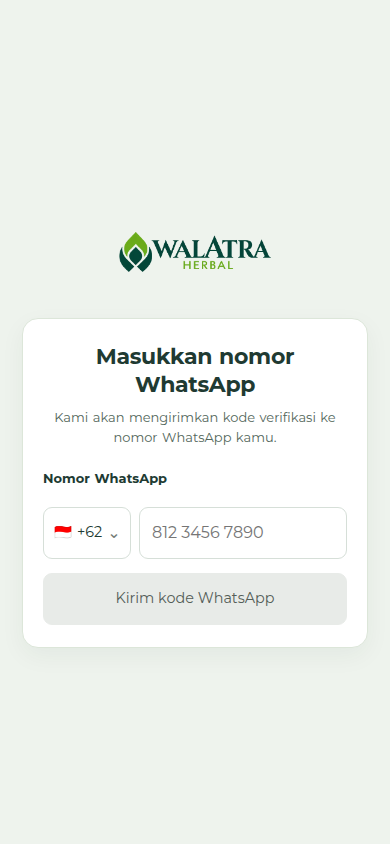 WALATRA
HERBAL
Masukkan nomor
WhatsApp
Kami akan mengirimkan kode verifikasi ke
nomor WhatsApp kamu.
Nomor WhatsApp
+62
812 3456 7890
Kirim kode WhatsApp